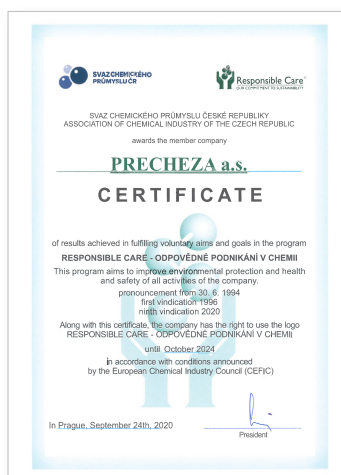 SVAZ CHEMICKÉHO
PRŮMYSLU ČR
Responsible Care®
OUR COMMITMENT TO SUSTAINABILITY
SVAZ CHEMICKÉHO PRŮMYSLU ČESKÉ REPUBLIKY
ASSOCIATION OF CHEMICAL INDUSTRY OF THE CZECH REPUBLIC
awards the member company
PRECHEZA a.s.
CERTIFICATE
of results achieved in fulfilling voluntary aims and goals in the program
RESPONSIBLE CARE - ODPOVĚDNÉ PODNIKÁNÍ V CHEMII
This program aims to improve environmental protection and health
and safety of all activities of the company.
pronouncement from 30. 6. 1994
first vindication 1996
ninth vindication 2020
Along with this certificate, the company has the right to use the logo
RESPONSIBLE CARE - ODPOVĚDNÉ PODNIKÁNÍ V CHEMII
until October 2024
in accordance with conditions announced
by the European Chemical Industry Council (CEFIC)
In Prague, September 24th, 2020
President